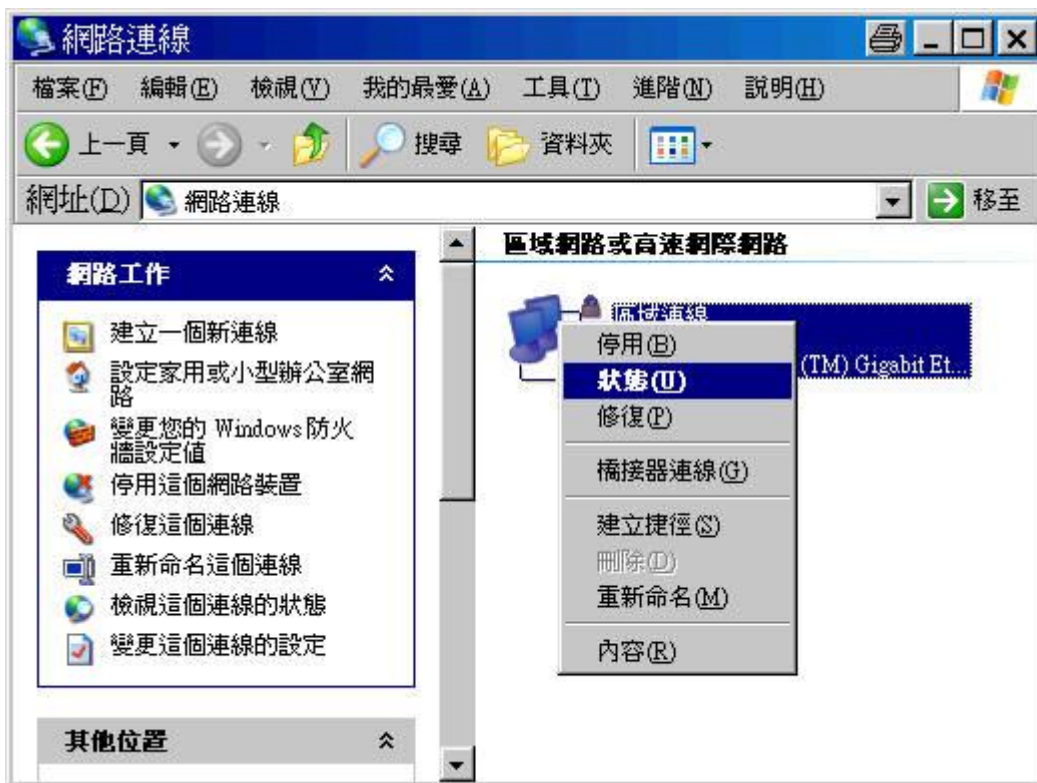 網路連線
檔案(F) 編輯(E) 檢視(V) 我的最愛(A) 工具(T) 進階(N) 說明(H)
上一頁 搜尋 資料夾
網址(D) 網路連線 移至
網路工作
建立一個新連線
設定家用或小型辦公室網
路
變更您的 Windows 防火
牆設定值
停用這個網路裝置
修復這個連線
重新命名這個連線
檢視這個連線的狀態
變更這個連線的設定
其他位置
區域網路或高速網際網路
區域連線
(TM) Gigabit Et...
停用(B)
狀態(U)
修復(P)
橋接器連線(G)
建立捷徑(S)
刪除(D)
重新命名(M)
內容(R)